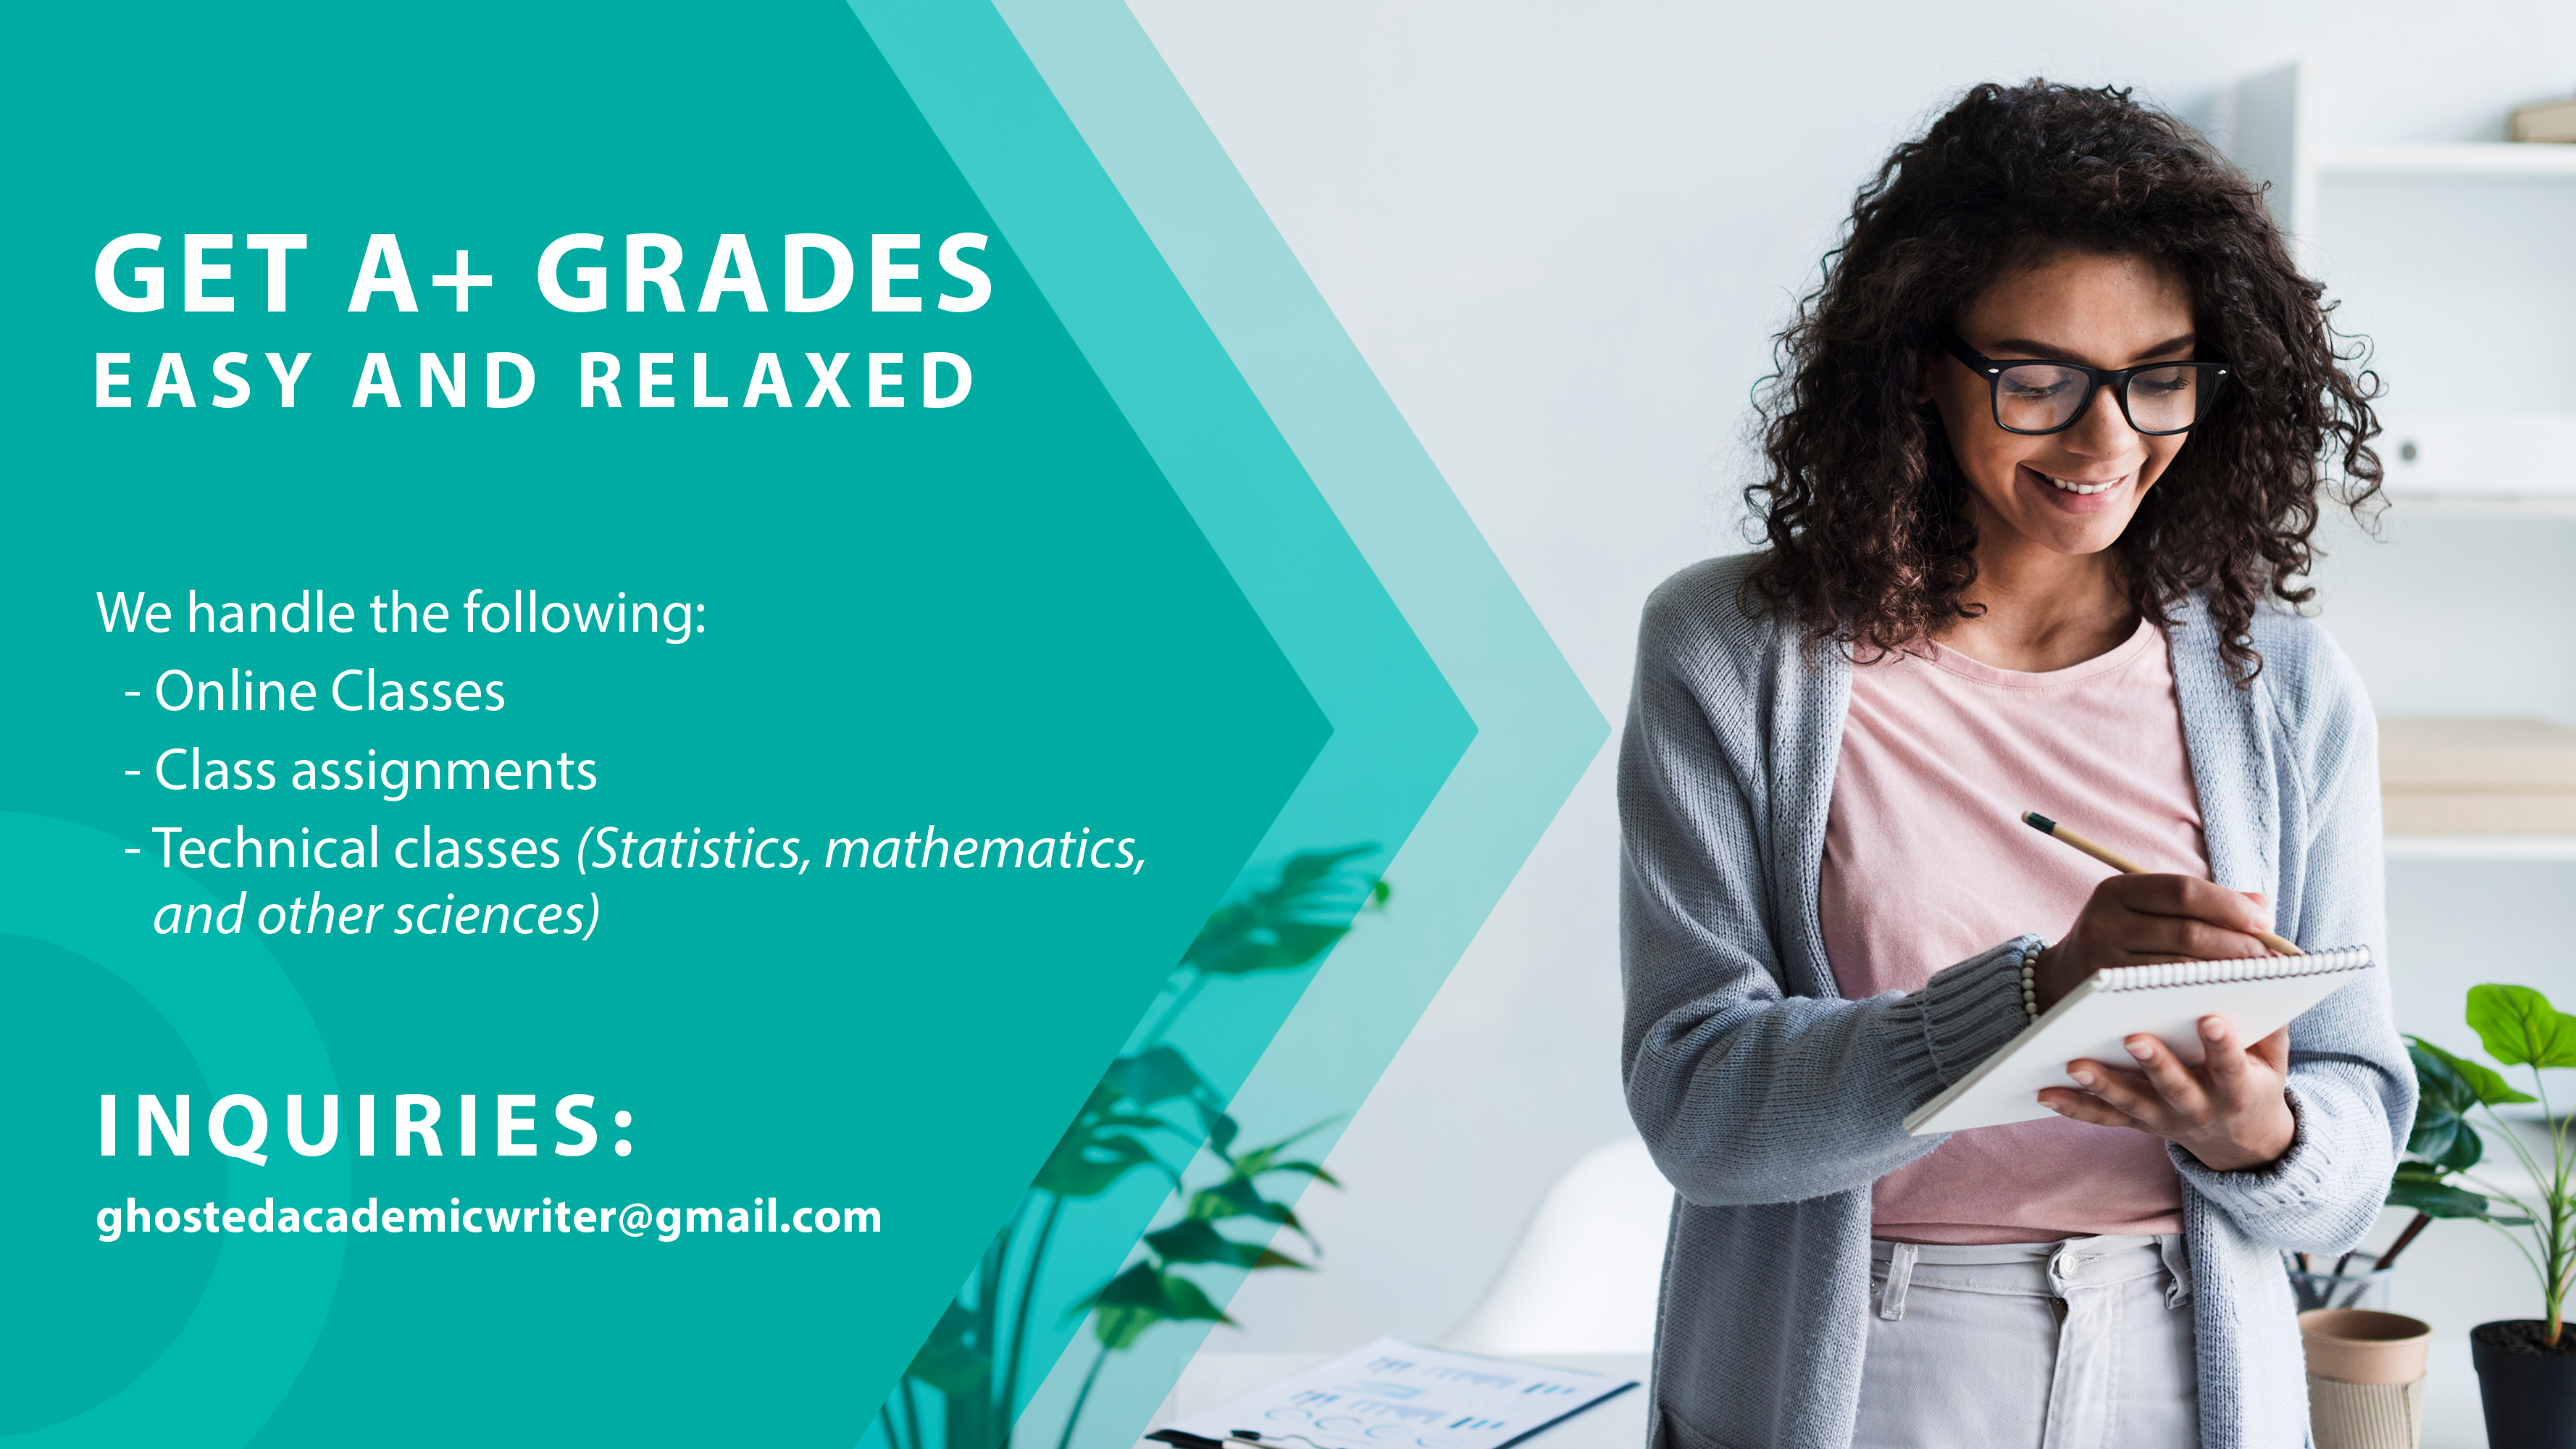 GET A+ GRADES
EASY AND RELAXED
We handle the following:
- Online Classes
- Class assignments
- Technical classes (Statistics, mathematics,
and other sciences)
INQUIRIES:
ghostedacademicwriter@gmail.com